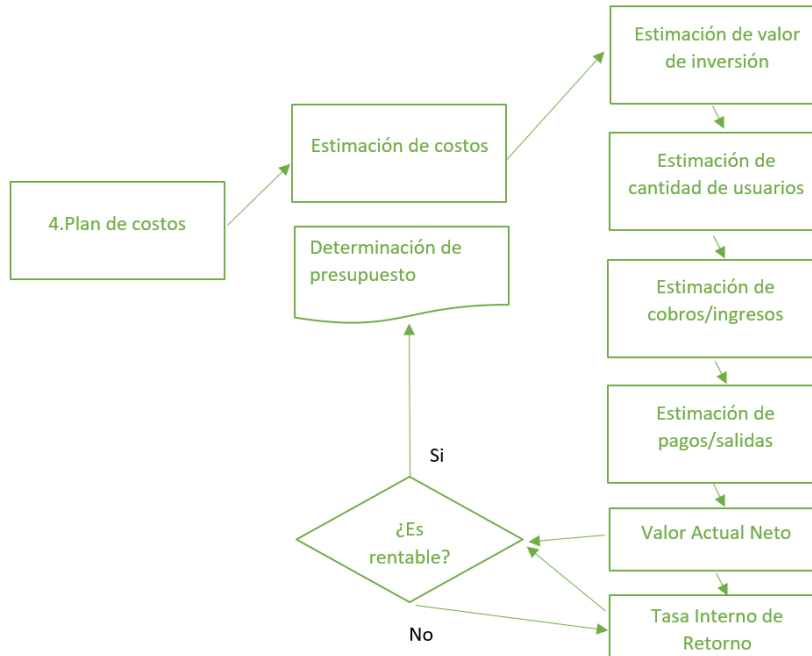 Estimación de valor
de inversión
Estimación de costos
Estimación de
cantidad de usuarios
4.Plan de costos
Determinación de
presupuesto
Estimación de
cobros/ingresos
Estimación de
pagos/salidas
Si
¿Es
rentable?
Valor Actual Neto
No
Tasa Interno de
Retorno